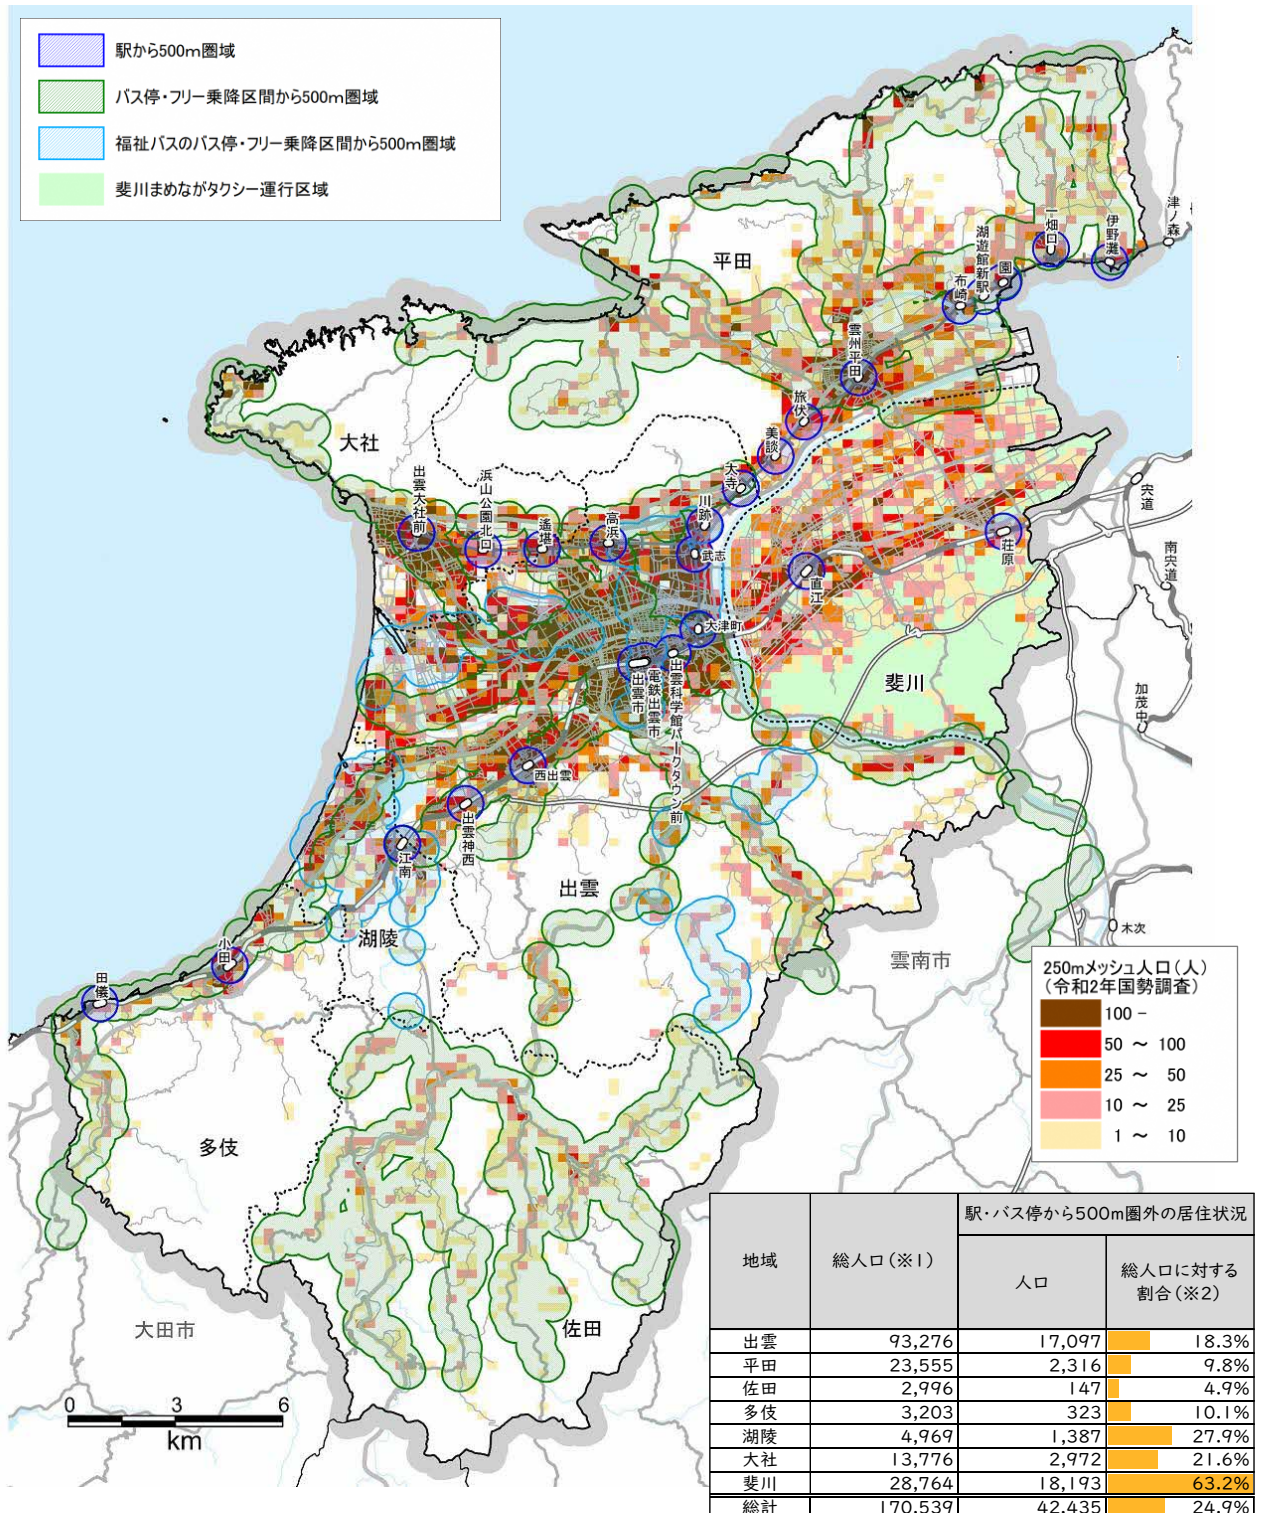 駅から500m圏域
バス停・フリー乗降区間から500m圏域
福祉バスのバス停・フリー乗降区間から500m圏域
斐川まめながタクシー運行区域
津ノ森
伊野灘
一畑口
園
湖遊館新駅
布崎
平田
雲州平田
旅伏
美談
大寺
川跡
武志
大社
出雲大社前
浜山公園北口
遙堪
高浜
宍道
南宍道
荘原
直江
大津町
出雲科学館パークタウン前
電鉄出雲市
出雲市
斐川
加茂中
西出雲
出雲神西
江南
出雲
湖陵
小田
田儀
木次
雲南市
250mメッシュ人口(人)
(令和2年国勢調査)
100 -
50 ～ 100
25 ～ 50
10 ～ 25
1 ～ 10
多伎
佐田
大田市
0 3 6
km
地域 総人口(※1) 駅・バス停から500m圏外の居住状況
人口 総人口に対する
割合(※2)
出雲 93,276 17,097 18.3%
平田 23,555 2,316 9.8%
佐田 2,996 147 4.9%
多伎 3,203 323 10.1%
湖陵 4,969 1,387 27.9%
大社 13,776 2,972 21.6%
斐川 28,764 18,193 63.2%
総計 170,539 42,435 24.9%